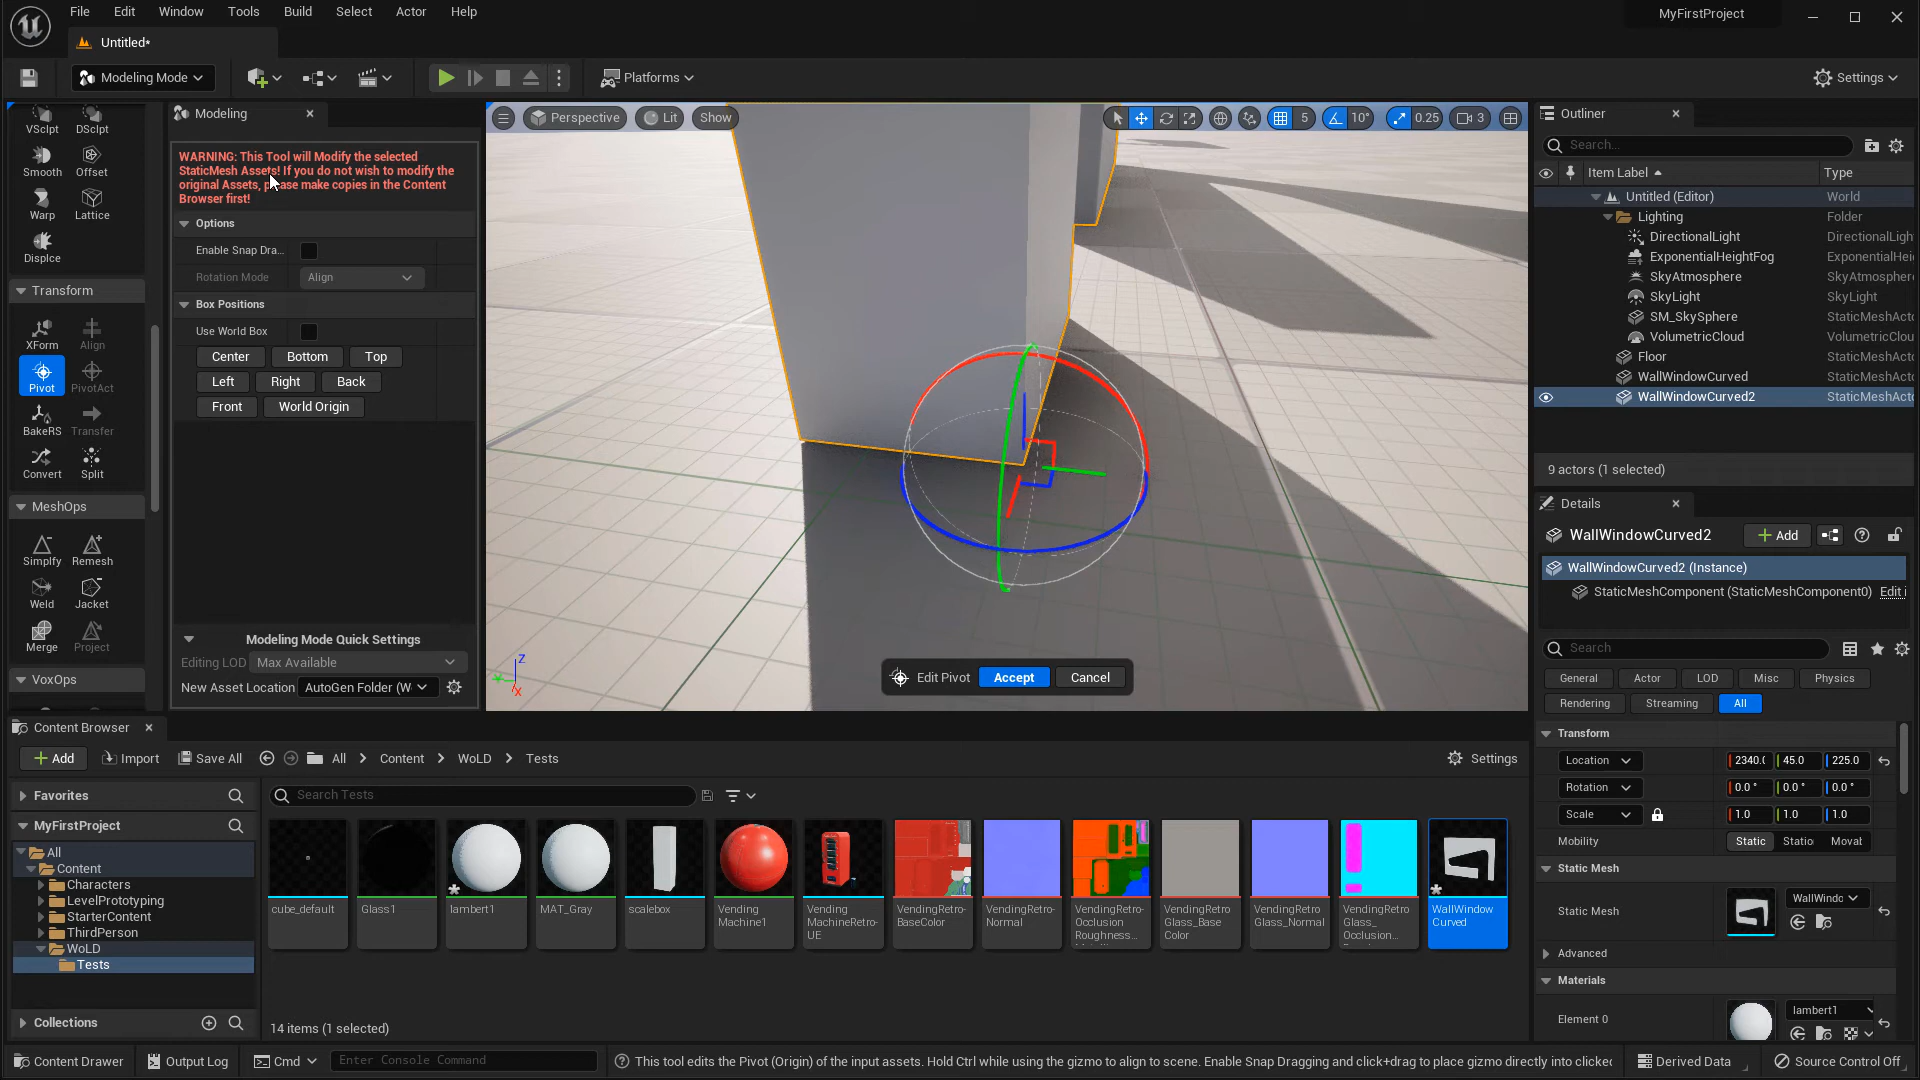 File Edit Window Tools Build Select Actor Help
MyFirstProject
Untitled*
Modeling Mode
Platforms
Settings
VSclpt DSclpt
Smooth Offset
Warp Lattice
Displce
Transform
XForm Align
Pivot PivotAct
BakeRS Transfer
Convert Split
MeshOps
Simplify Remesh
Weld Jacket
Merge Project
VoxOps
Modeling
WARNING: This Tool will Modify the selected
StaticMesh Assets! If you do not wish to modify the
original Assets, please make copies in the Content
Browser first!
Options
Enable Snap Dra...
Rotation Mode Align
Box Positions
Use World Box
Center Bottom Top
Left Right Back
Front World Origin
Modeling Mode Quick Settings
Editing LOD Max Available
New Asset Location AutoGen Folder (W
Perspective Lit Show
5 10° 0.25 3
Z
X
Edit Pivot Accept Cancel
Outliner
Search...
Item Label Type
Untitled (Editor) World
Lighting Folder
DirectionalLight DirectionalLigh
ExponentialHeightFog ExponentialHei
SkyAtmosphere SkyAtmosphere
SkyLight SkyLight
SM_SkySphere StaticMeshActo
VolumetricCloud VolumetricClou
Floor StaticMeshActo
WallWindowCurved StaticMeshActo
WallWindowCurved2 StaticMeshActo
9 actors (1 selected)
Details
WallWindowCurved2 Add
WallWindowCurved2 (Instance)
StaticMeshComponent (StaticMeshComponent0) Edit i
Search
General Actor LOD Misc Physics
Rendering Streaming All
Transform
Location 2340.( 45.0 225.0
Rotation 0.0 ° 0.0 ° 0.0 °
Scale 1.0 1.0 1.0
Mobility Static Statio Moval
Static Mesh
Static Mesh WallWindc
Advanced
Materials
Element 0 lambert1
Content Browser
Add Import Save All All Content WoLD Tests Settings
Favorites
MyFirstProject
All
Content
Characters
LevelPrototyping
StarterContent
ThirdPerson
WoLD
Tests
Collections
Search Tests
cube_default
Glass1
lambert1
MAT_Gray
scalebox
Vending
Machine1
Vending
MachineRetro-
UE
VendingRetro-
BaseColor
VendingRetro-
Normal
VendingRetro-
Occlusion
Roughness...
VendingRetro
Glass_Base
Color
VendingRetro
Glass_Normal
VendingRetro
Glass_
Occlusion...
WallWindow
Curved
14 items (1 selected)
Content Drawer Output Log Cmd Enter Console Command
This tool edits the Pivot (Origin) of the input assets. Hold Ctrl while using the gizmo to align to scene. Enable Snap Dragging and click+drag to place gizmo directly into clicked
Derived Data Source Control Off